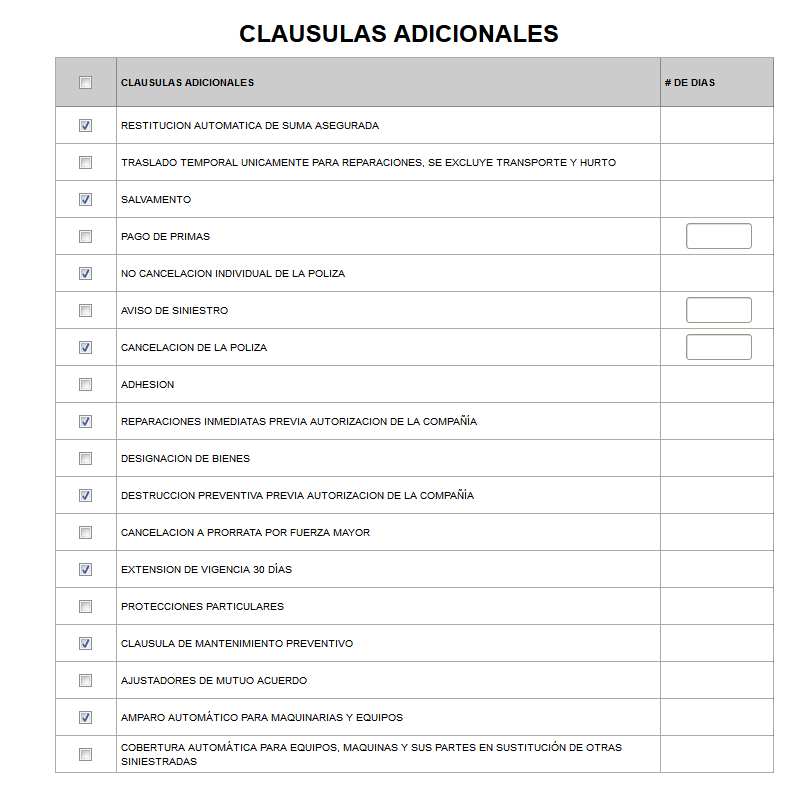 CLAUSULAS ADICIONALES
CLAUSULAS ADICIONALES # DE DIAS
RESTITUCION AUTOMATICA DE SUMA ASEGURADA
TRASLADO TEMPORAL UNICAMENTE PARA REPARACIONES, SE EXCLUYE TRANSPORTE Y HURTO
SALVAMENTO
PAGO DE PRIMAS
NO CANCELACION INDIVIDUAL DE LA POLIZA
AVISO DE SINIESTRO
CANCELACION DE LA POLIZA
ADHESION
REPARACIONES INMEDIATAS PREVIA AUTORIZACION DE LA COMPAÑÍA
DESIGNACION DE BIENES
DESTRUCCION PREVENTIVA PREVIA AUTORIZACION DE LA COMPAÑÍA
CANCELACION A PRORRATA POR FUERZA MAYOR
EXTENSION DE VIGENCIA 30 DÍAS
PROTECCIONES PARTICULARES
CLAUSULA DE MANTENIMIENTO PREVENTIVO
AJUSTADORES DE MUTUO ACUERDO
AMPARO AUTOMÁTICO PARA MAQUINARIAS Y EQUIPOS
COBERTURA AUTOMÁTICA PARA EQUIPOS, MAQUINAS Y SUS PARTES EN SUSTITUCIÓN DE OTRAS
SINIESTRADAS